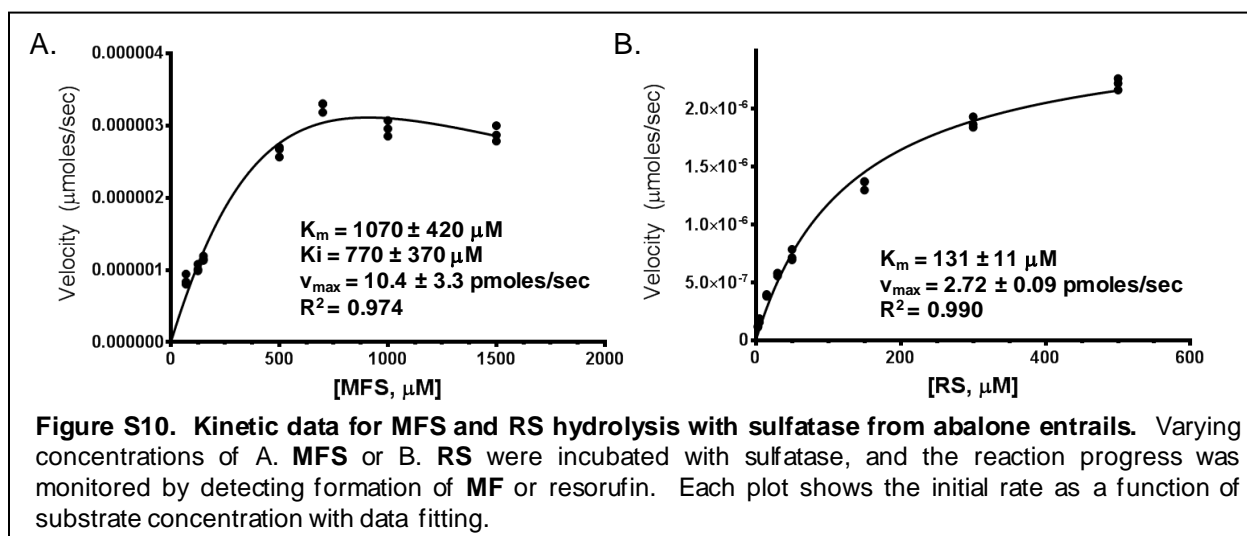 A.
B.
0.000004
0.000003
0.000002
0.000001
0.000000
Velocity (μmoles/sec)
Km = 1070 ± 420 μM
Ki = 770 ± 370 μM
vmax = 10.4 ± 3.3 pmoles/sec
R² = 0.974
0 500 1000 1500 2000
[MFS, μM]
2.0×10⁻⁶
1.5×10⁻⁶
1.0×10⁻⁶
5.0×10⁻⁷
0
Velocity (μmoles/sec)
Km = 131 ± 11 μM
vmax = 2.72 ± 0.09 pmoles/sec
R² = 0.990
0 200 400 600
[RS, μM]
Figure S10. Kinetic data for MFS and RS hydrolysis with sulfatase from abalone entrails. Varying
concentrations of A. MFS or B. RS were incubated with sulfatase, and the reaction progress was
monitored by detecting formation of MF or resorufin. Each plot shows the initial rate as a function of
substrate concentration with data fitting.